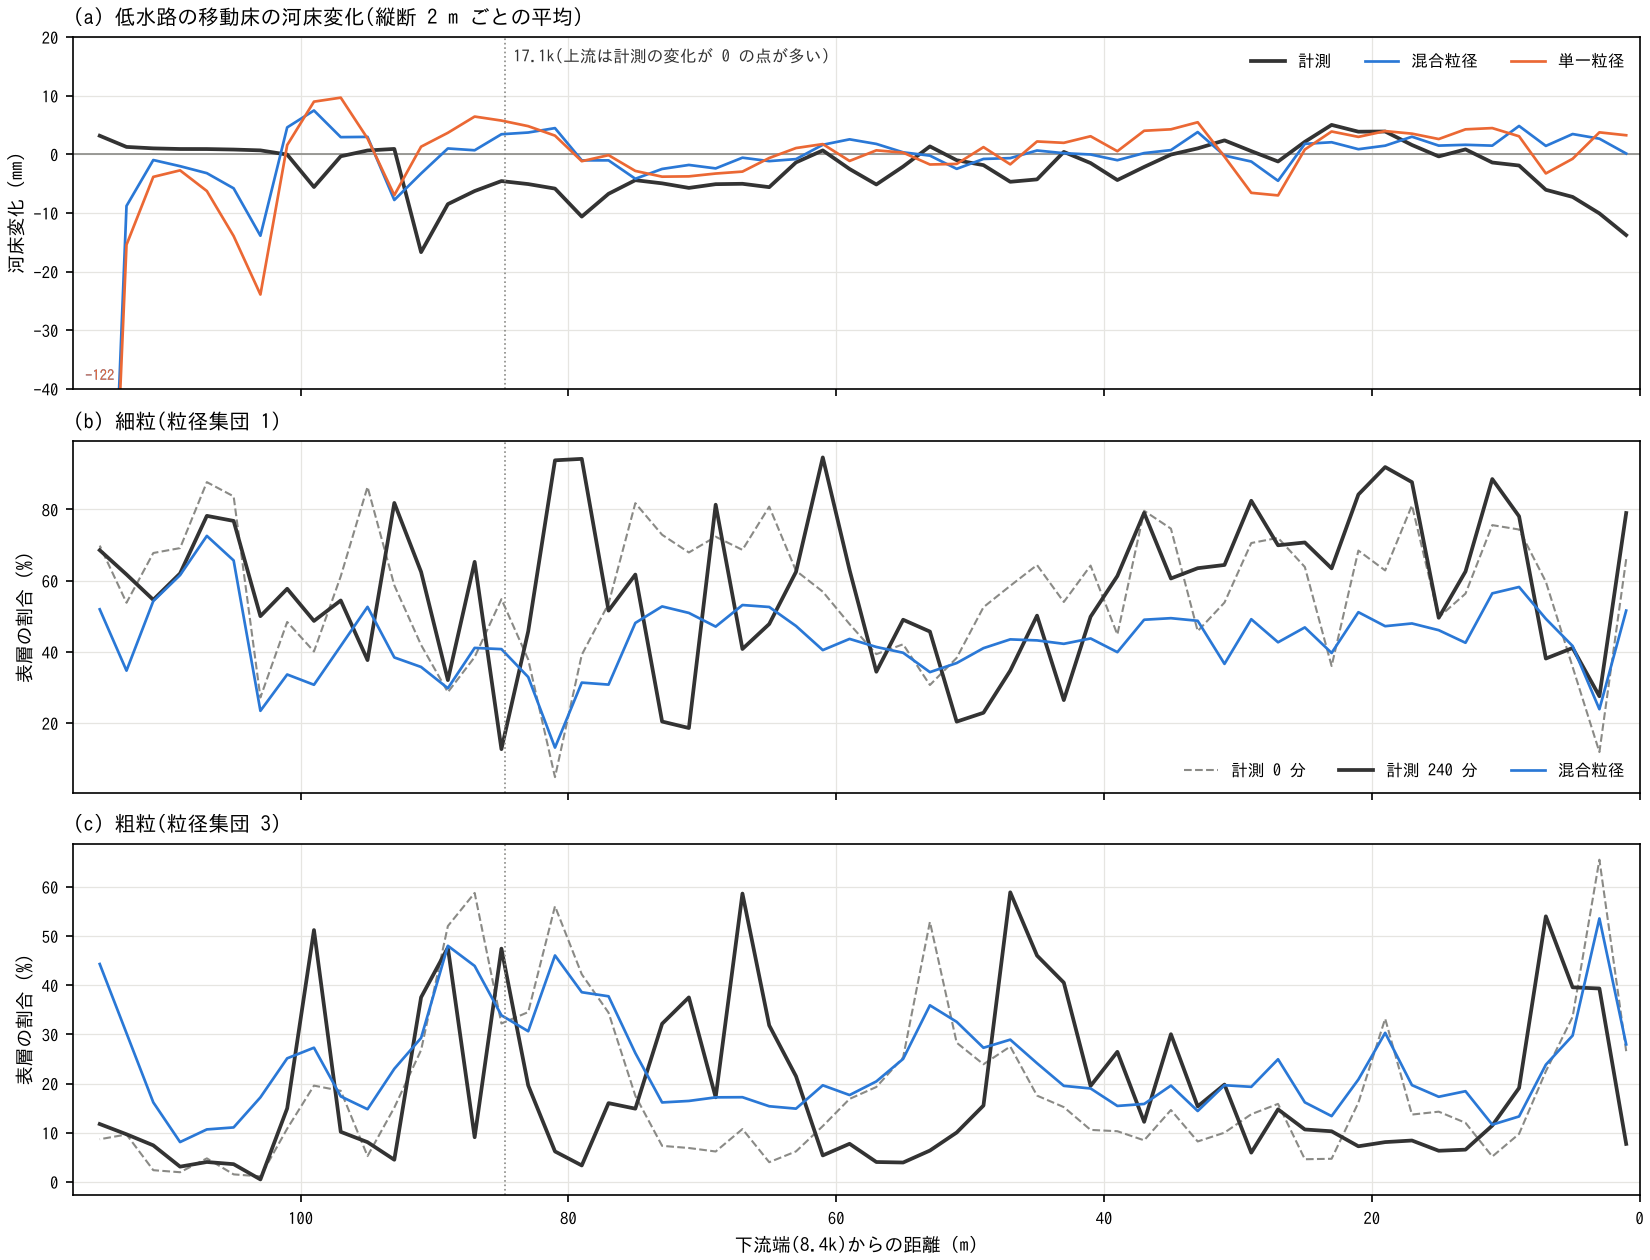 (a) 低水路の移動床の河床変化(縦断 2 m ごとの平均)
17.1k(上流は計測の変化が 0 の点が多い)
計測 混合粒径 単一粒径
河床変化 (mm)
20
10
0
−10
−20
−30
−40
−122
(b) 細粒(粒径集団 1)
表層の割合 (%)
80
60
40
20
計測 0 分 計測 240 分 混合粒径
(c) 粗粒(粒径集団 3)
表層の割合 (%)
60
50
40
30
20
10
0
100 80 60 40 20 0
下流端(8.4k)からの距離 (m)